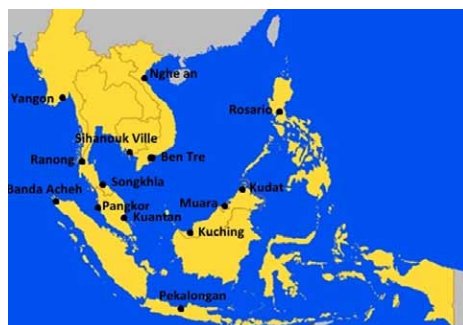 Nghe an
Yangon
Rosario
Sihanouk Ville
Ranong
Ben Tre
Songkhla
Banda Acheh
Kudat
Pangkor
Muara
Kuantan
Kuching
Pekalongan